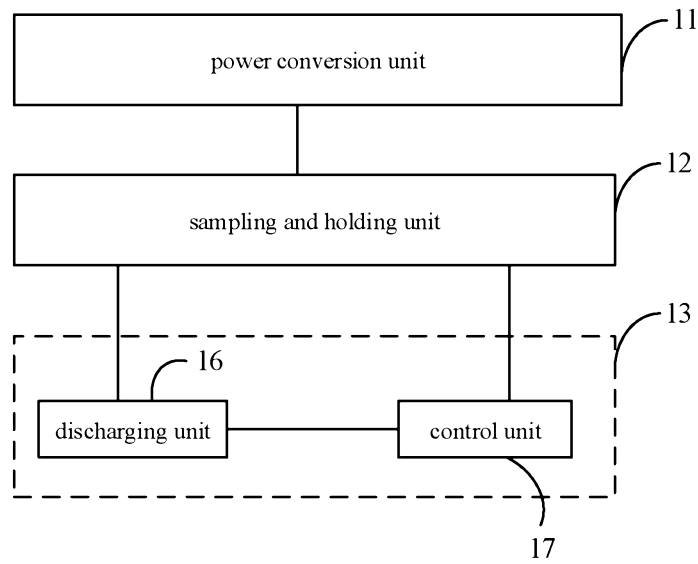 11
power conversion unit
12
sampling and holding unit
13
16
discharging unit
control unit
17